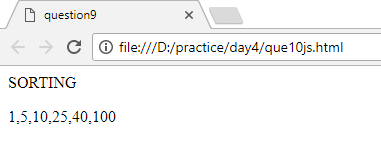 question9
file:///D:/practice/day4/que10js.html
SORTING
1,5,10,25,40,100